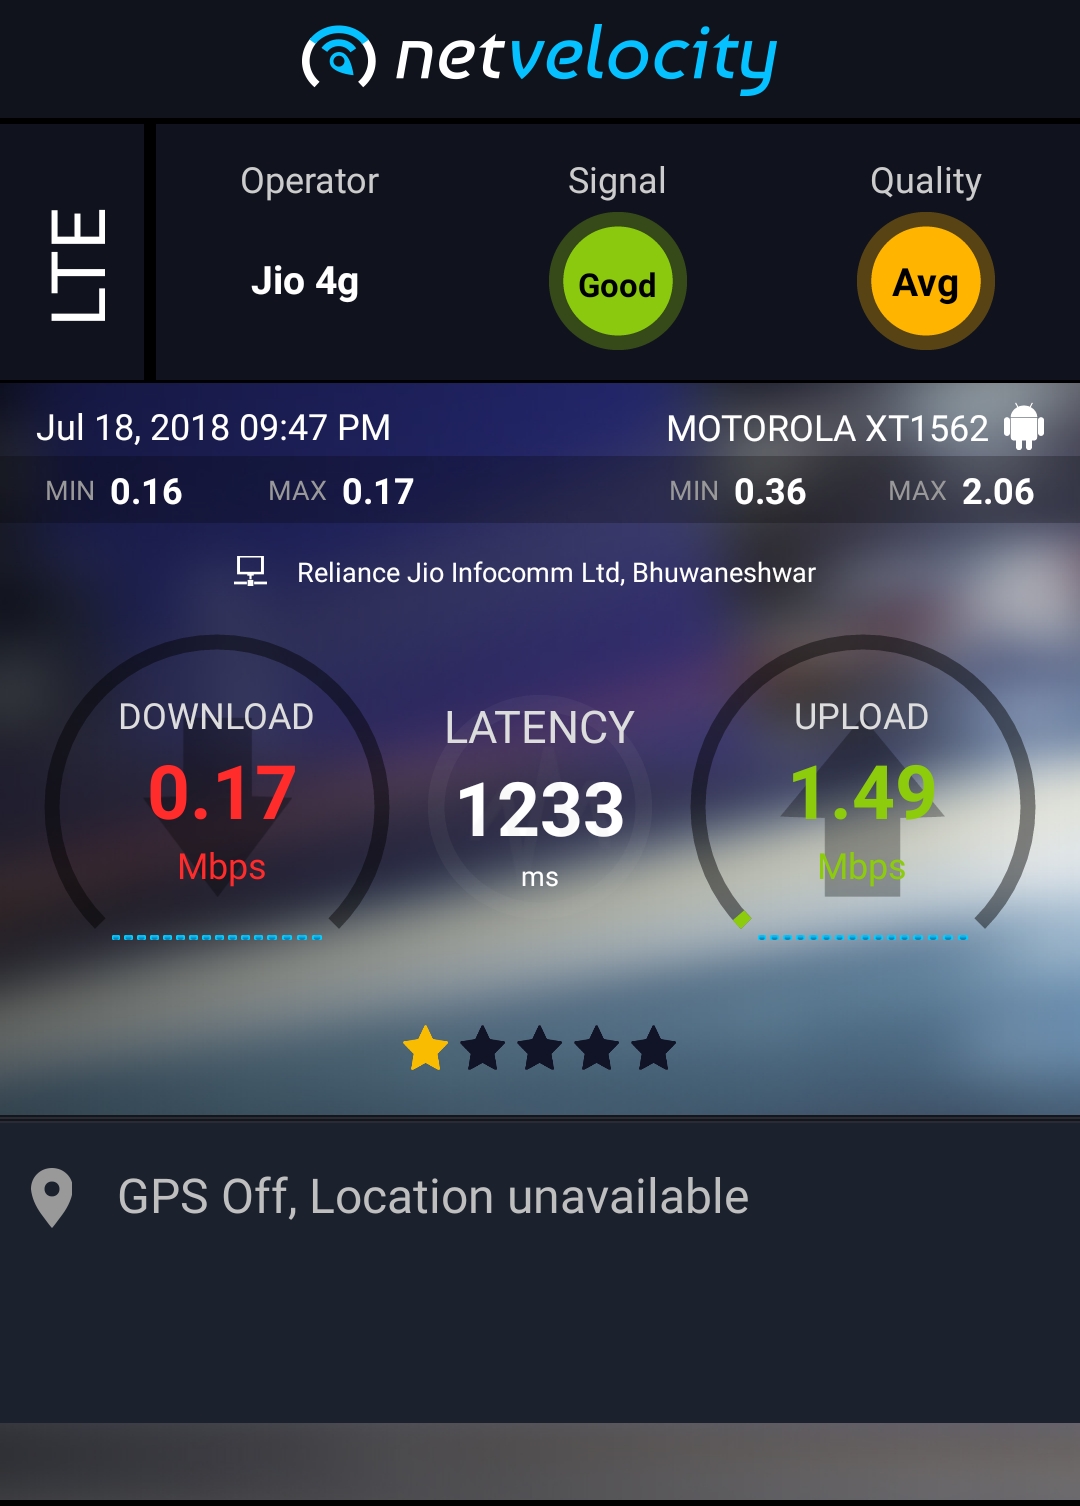 netvelocity
LTE
Operator
Signal
Quality
Jio 4g
Good
Avg
Jul 18, 2018 09:47 PM
MOTOROLA XT1562
MIN 0.16 MAX 0.17
MIN 0.36 MAX 2.06
Reliance Jio Infocomm Ltd, Bhuwaneshwar
DOWNLOAD
0.17
Mbps
LATENCY
1233
ms
UPLOAD
1.49
Mbps
GPS Off, Location unavailable